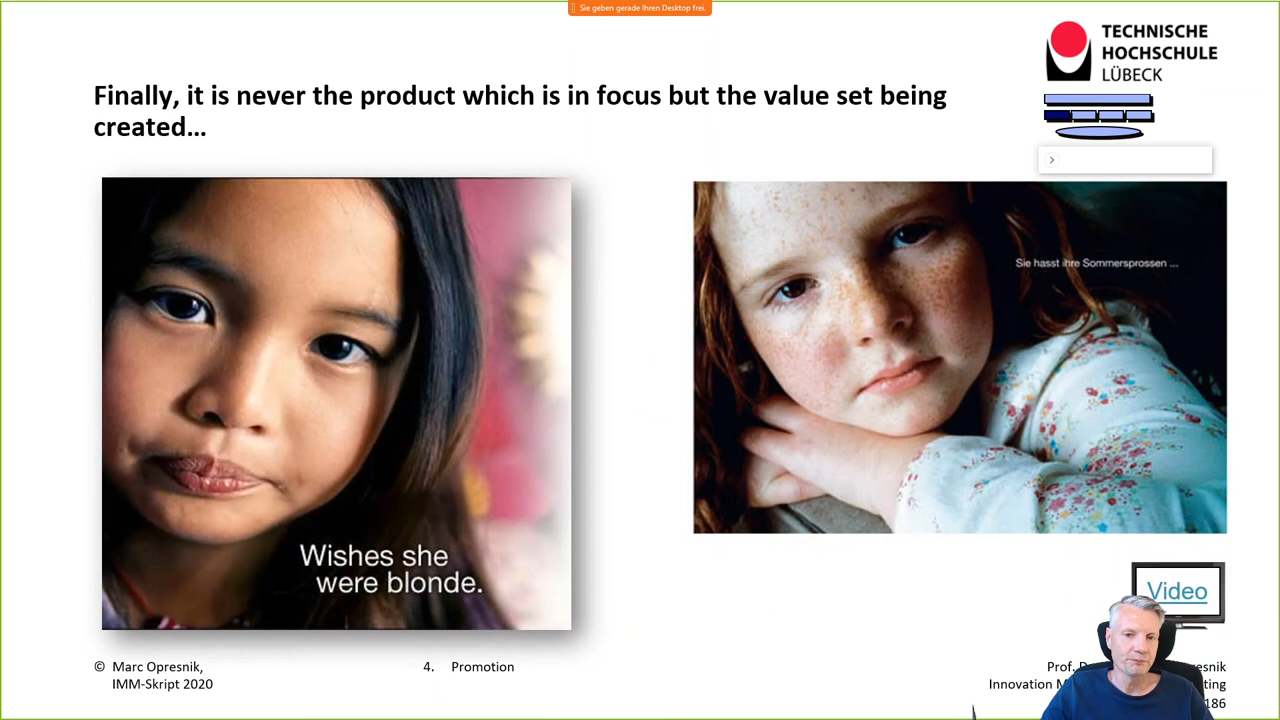 Sie geben gerade Ihren Desktop frei.
TECHNISCHE
HOCHSCHULE
LÜBECK
Finally, it is never the product which is in focus but the value set being
created…
Sie hasst ihre Sommersprossen ...
Wishes she
were blonde.
Video
© Marc Opresnik,
IMM-Skript 2020
4. Promotion
Prof.
Innovation
186